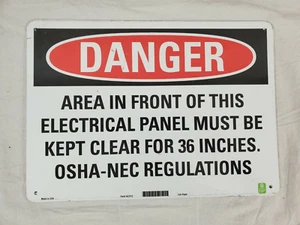 DANGER
AREA IN FRONT OF THIS
ELECTRICAL PANEL MUST BE
KEPT CLEAR FOR 36 INCHES.
OSHA-NEC REGULATIONS